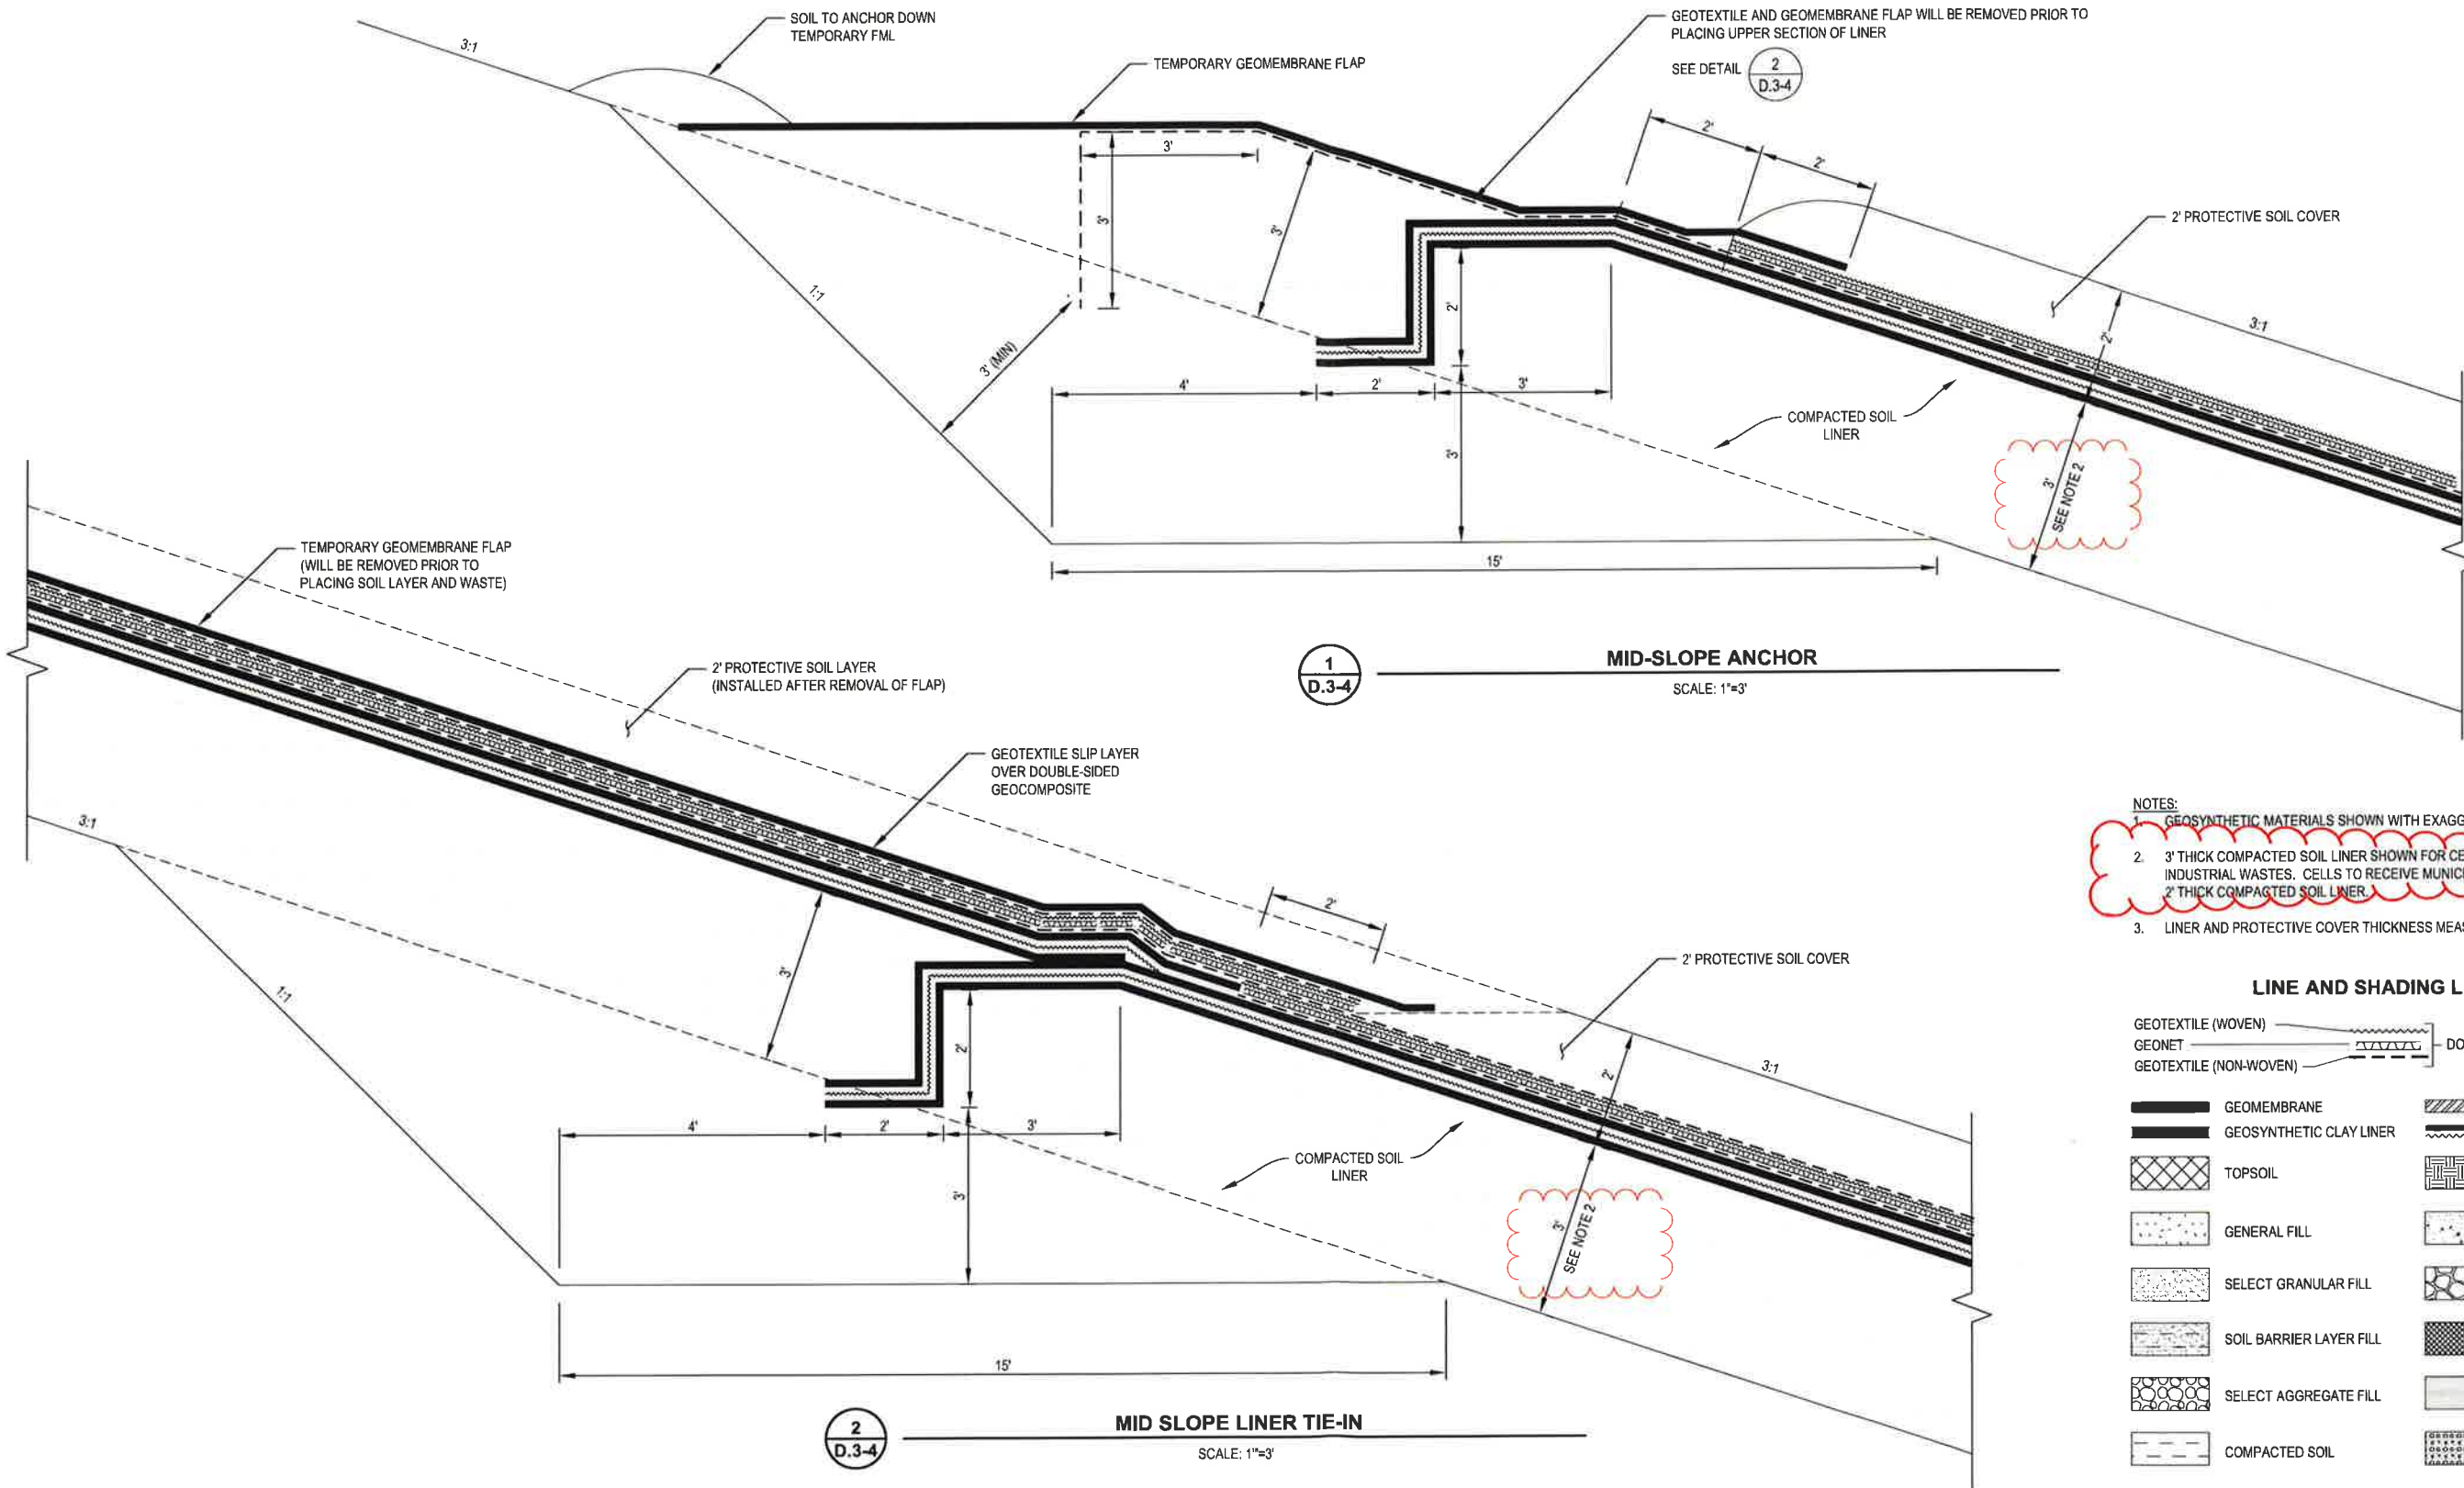 3:1
SOIL TO ANCHOR DOWN
TEMPORARY FML
TEMPORARY GEOMEMBRANE FLAP
GEOTEXTILE AND GEOMEMBRANE FLAP WILL BE REMOVED PRIOR TO
PLACING UPPER SECTION OF LINER
SEE DETAIL
2
D.3-4
2'
2'
3'
3'
3'
2' PROTECTIVE SOIL COVER
3:1
2'
1:1
3' (MIN)
2'
4'
2'
3'
3'
COMPACTED SOIL
LINER
3'
SEE NOTE 2
15'
1
D.3-4
MID-SLOPE ANCHOR
SCALE: 1"=3'
TEMPORARY GEOMEMBRANE FLAP
(WILL BE REMOVED PRIOR TO
PLACING SOIL LAYER AND WASTE)
2' PROTECTIVE SOIL LAYER
(INSTALLED AFTER REMOVAL OF FLAP)
GEOTEXTILE SLIP LAYER
OVER DOUBLE-SIDED
GEOCOMPOSITE
3:1
1:1
3'
2'
2'
2' PROTECTIVE SOIL COVER
3:1
2'
4'
2'
3'
3'
COMPACTED SOIL
LINER
3'
SEE NOTE 2
15'
2
D.3-4
MID SLOPE LINER TIE-IN
SCALE: 1"=3'
NOTES:
1. GEOSYNTHETIC MATERIALS SHOWN WITH EXAGG
2. 3' THICK COMPACTED SOIL LINER SHOWN FOR CE
INDUSTRIAL WASTES. CELLS TO RECEIVE MUNICI
2' THICK COMPACTED SOIL LINER.
3. LINER AND PROTECTIVE COVER THICKNESS MEAS
LINE AND SHADING L
GEOTEXTILE (WOVEN)
GEONET
DO
GEOTEXTILE (NON-WOVEN)
GEOMEMBRANE
GEOSYNTHETIC CLAY LINER
TOPSOIL
GENERAL FILL
SELECT GRANULAR FILL
SOIL BARRIER LAYER FILL
SELECT AGGREGATE FILL
COMPACTED SOIL